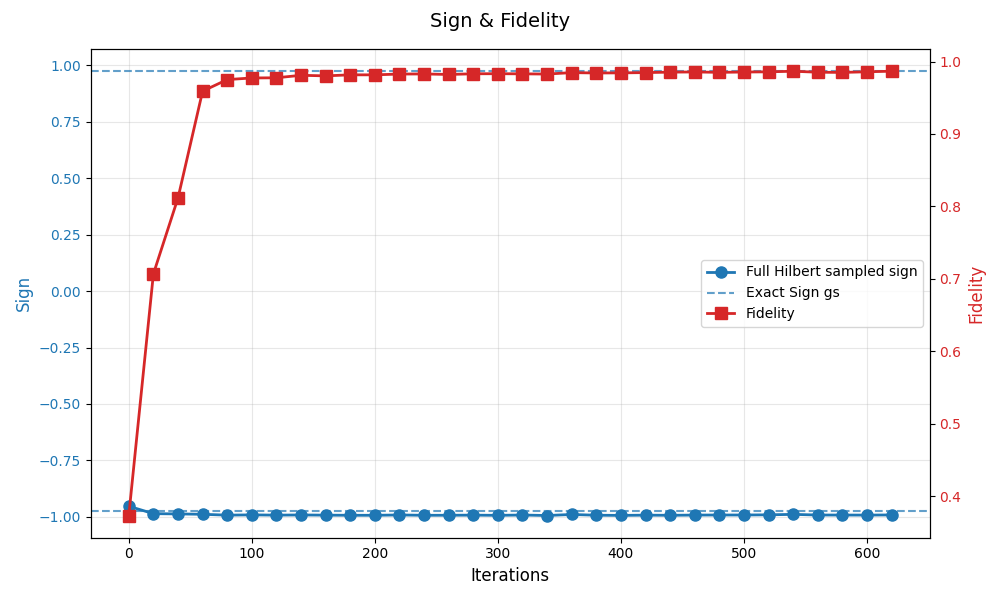 Sign & Fidelity
1.00
0.75
0.50
0.25
0.00
−0.25
−0.50
−0.75
−1.00
Sign
1.0
0.9
0.8
0.7
0.6
0.5
0.4
Fidelity
Full Hilbert sampled sign
Exact Sign gs
Fidelity
0 100 200 300 400 500 600
Iterations